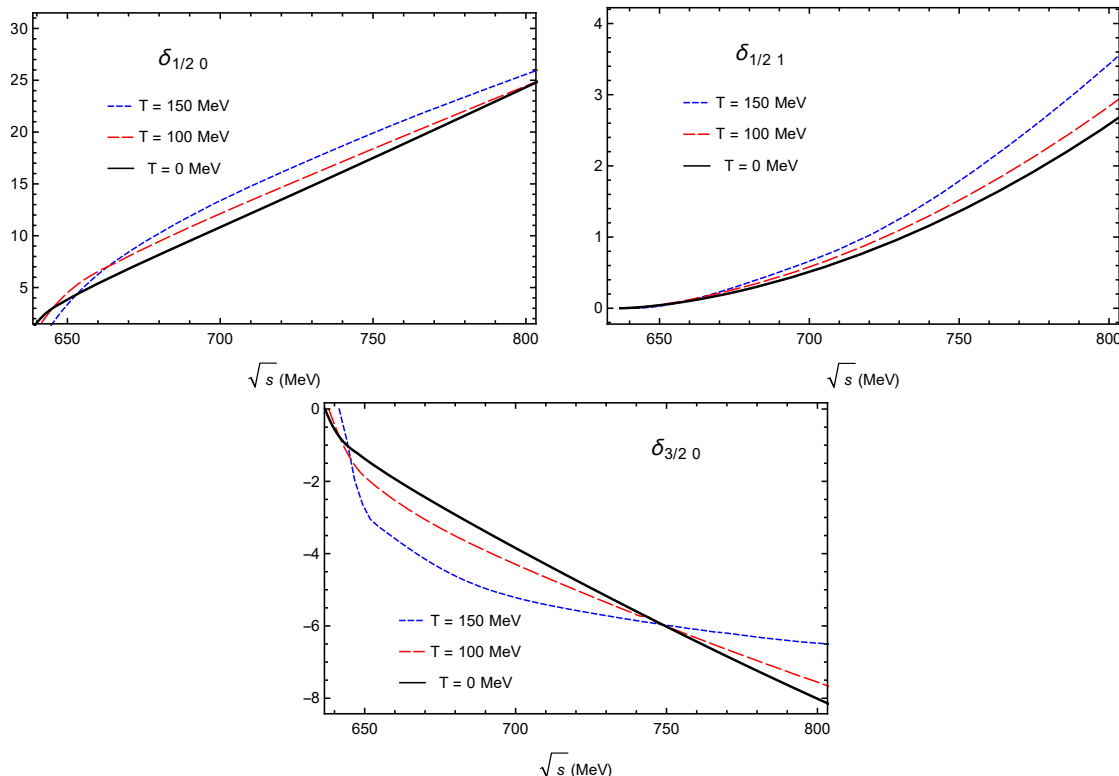 30
25
20
15
10
5
δ1/2 0
T = 150 MeV
T = 100 MeV
T = 0 MeV
650
700
750
800
√s (MeV)
4
3
2
1
0
δ1/2 1
T = 150 MeV
T = 100 MeV
T = 0 MeV
650
700
750
800
√s (MeV)
0
−2
−4
−6
−8
δ3/2 0
T = 150 MeV
T = 100 MeV
T = 0 MeV
650
700
750
800
√s (MeV)